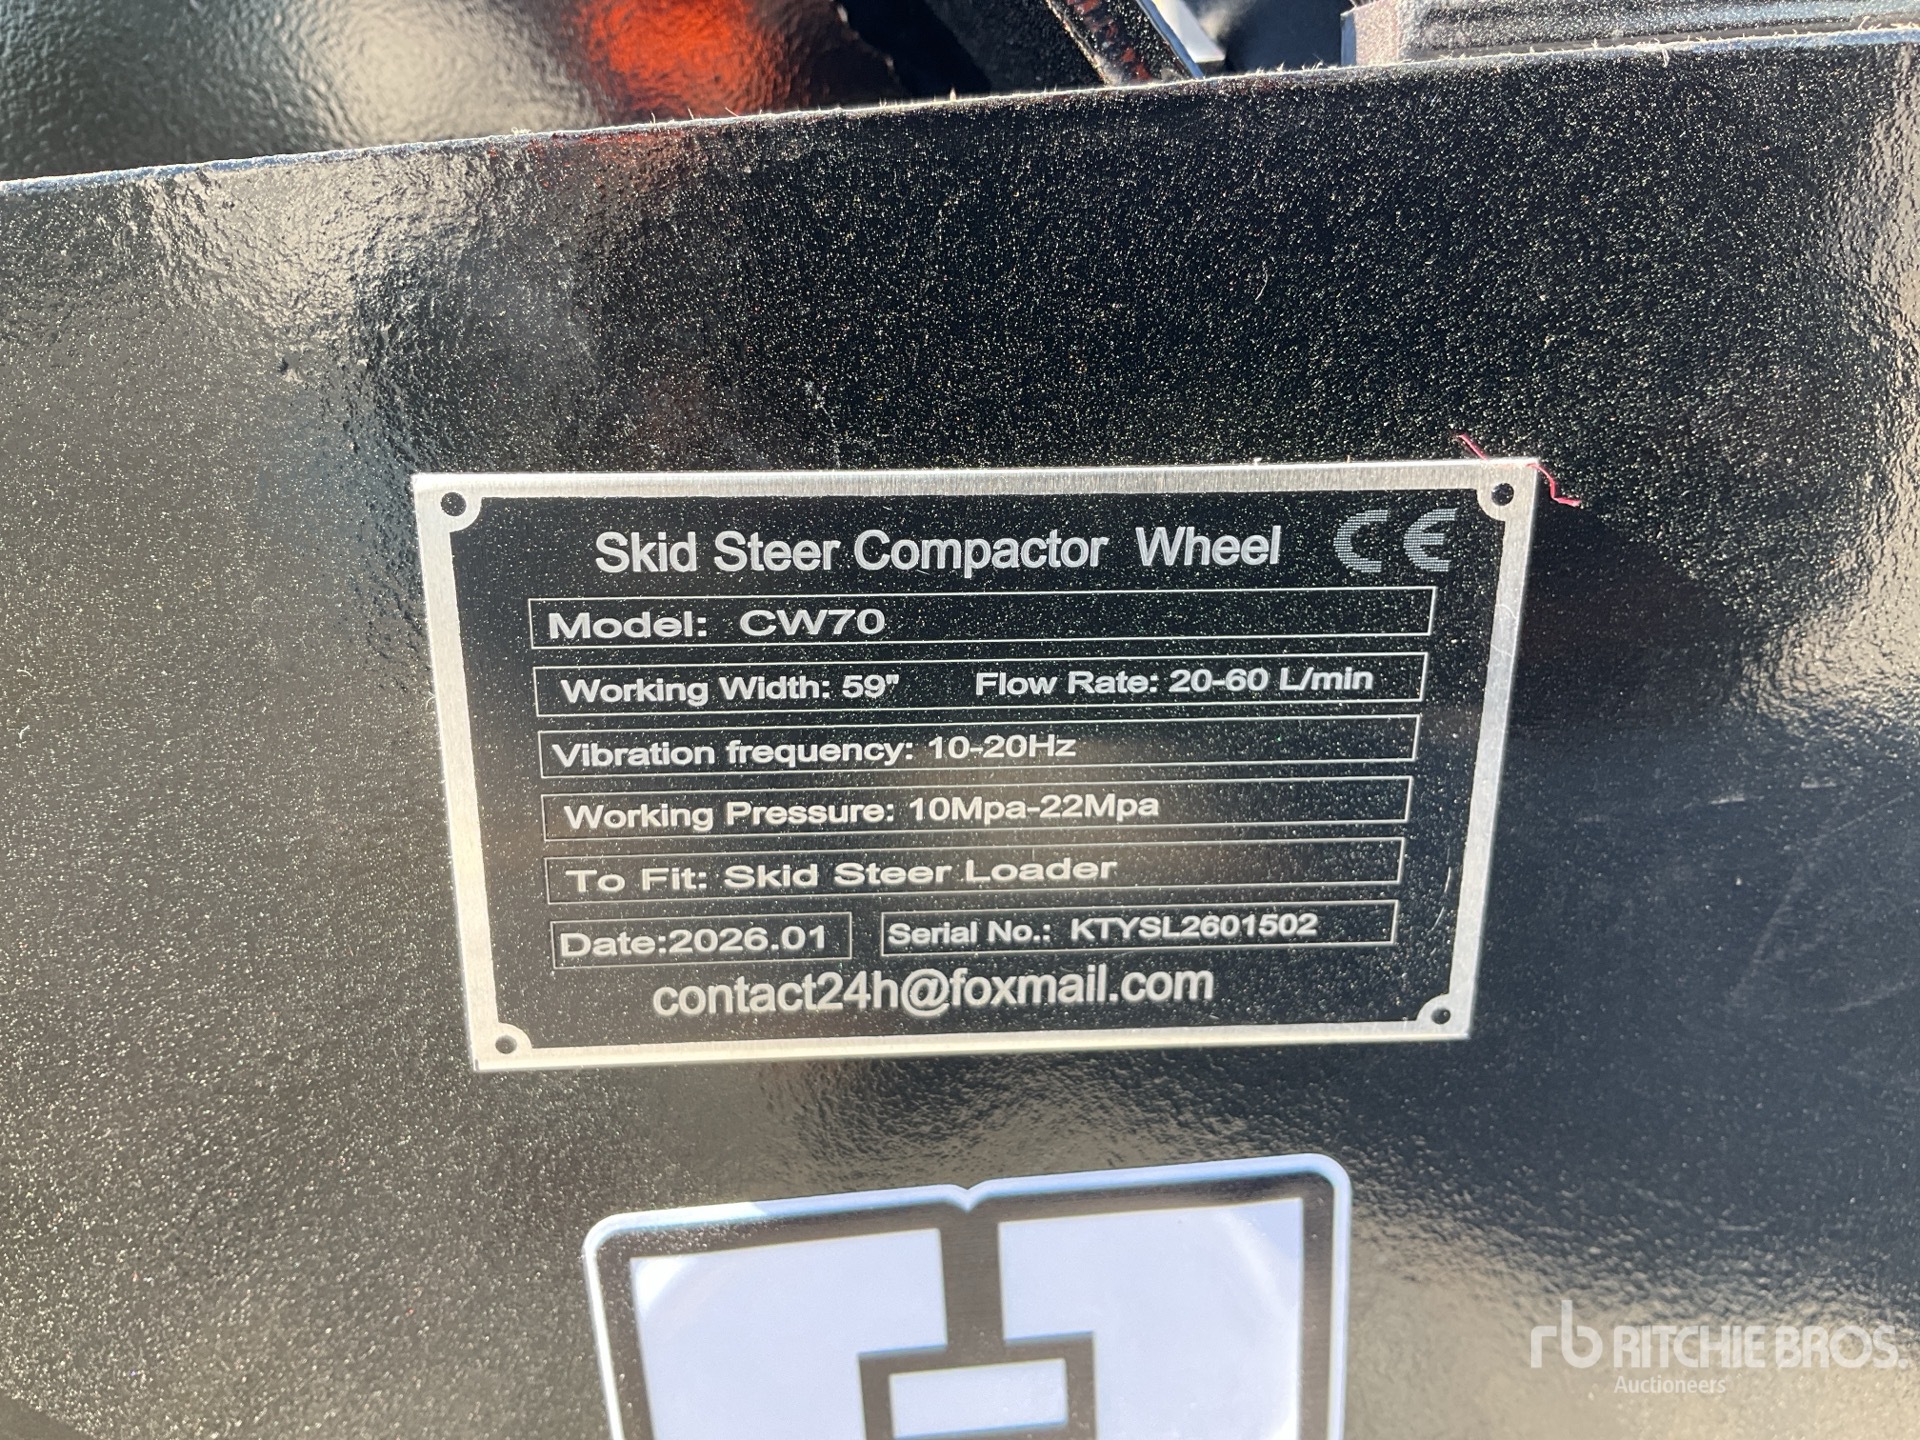 Skid Steer Compactor Wheel CE
Model: CW70
Working Width: 59" Flow Rate: 20-60 L/min
Vibration frequency: 10-20Hz
Working Pressure: 10Mpa-22Mpa
To Fit: Skid Steer Loader
Date:2026.01 Serial No.: KTYSL2601502
contact24h@foxmail.com
rb RITCHIE BROS.
Auctioneers